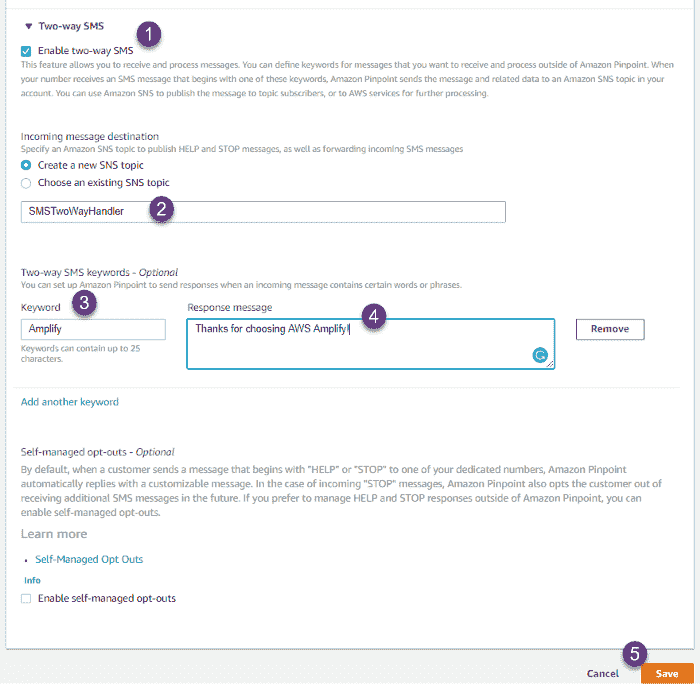 Two-way SMS
1
Enable two-way SMS
This feature allows you to receive and process messages. You can define keywords for messages that you want to receive and process outside of Amazon Pinpoint. When
your number receives an SMS message that begins with one of these keywords, Amazon Pinpoint sends the message and related data to an Amazon SNS topic in your
account. You can use Amazon SNS to publish the message to topic subscribers, or to AWS services for further processing.
Incoming message destination
Specify an Amazon SNS topic to publish HELP and STOP messages, as well as forwarding incoming SMS messages
Create a new SNS topic
Choose an existing SNS topic
SMSTwoWayHandler 2
Two-way SMS keywords - Optional
You can set up Amazon Pinpoint to send responses when an incoming message contains certain words or phrases.
Keyword 3 Response message 4
Amplify Thanks for choosing AWS Amplify! Remove
Keywords can contain up to 25
characters.
Add another keyword
Self-managed opt-outs - Optional
By default, when a customer sends a message that begins with "HELP" or "STOP" to one of your dedicated numbers, Amazon Pinpoint
automatically replies with a customizable message. In the case of incoming "STOP" messages, Amazon Pinpoint also opts the customer out of
receiving additional SMS messages in the future. If you prefer to manage HELP and STOP responses outside of Amazon Pinpoint, you can
enable self-managed opt-outs.
Learn more
• Self-Managed Opt Outs
Info
Enable self-managed opt-outs
5
Cancel Save